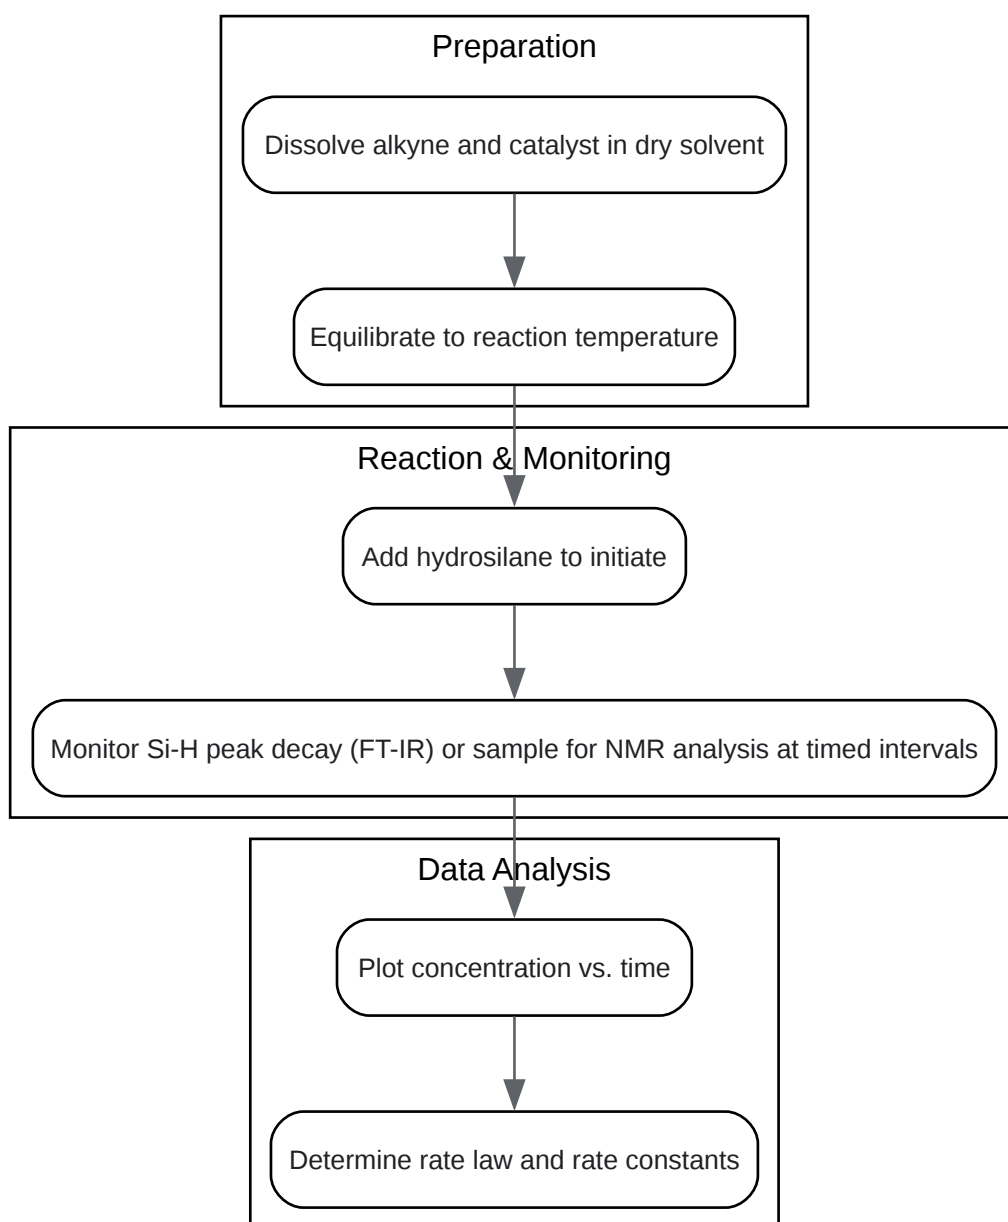 Preparation
Dissolve alkyne and catalyst in dry solvent
Equilibrate to reaction temperature
Reaction & Monitoring
Add hydrosilane to initiate
Monitor Si-H peak decay (FT-IR) or sample for NMR analysis at timed intervals
Data Analysis
Plot concentration vs. time
Determine rate law and rate constants